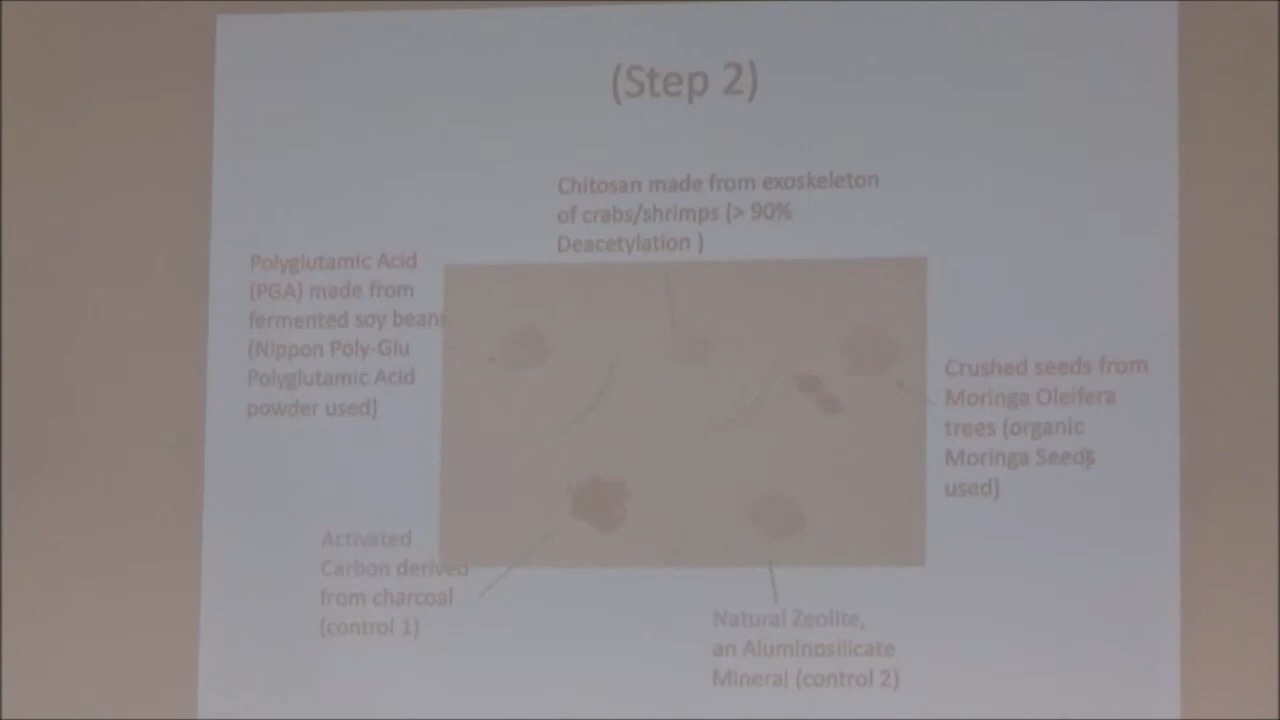 (Step 2)
Chitosan made from exoskeleton
of crabs/shrimps (> 90%
Deacetylation )
Polyglutamic Acid
(PGA) made from
fermented soy beans
(Nippon Poly-Glu
Polyglutamic Acid
powder used)
Crushed seeds from
Moringa Oleifera
trees (organic
Moringa Seeds
used)
Activated
Carbon derived
from charcoal
(control 1)
Natural Zeolite,
an Aluminosilicate
Mineral (control 2)